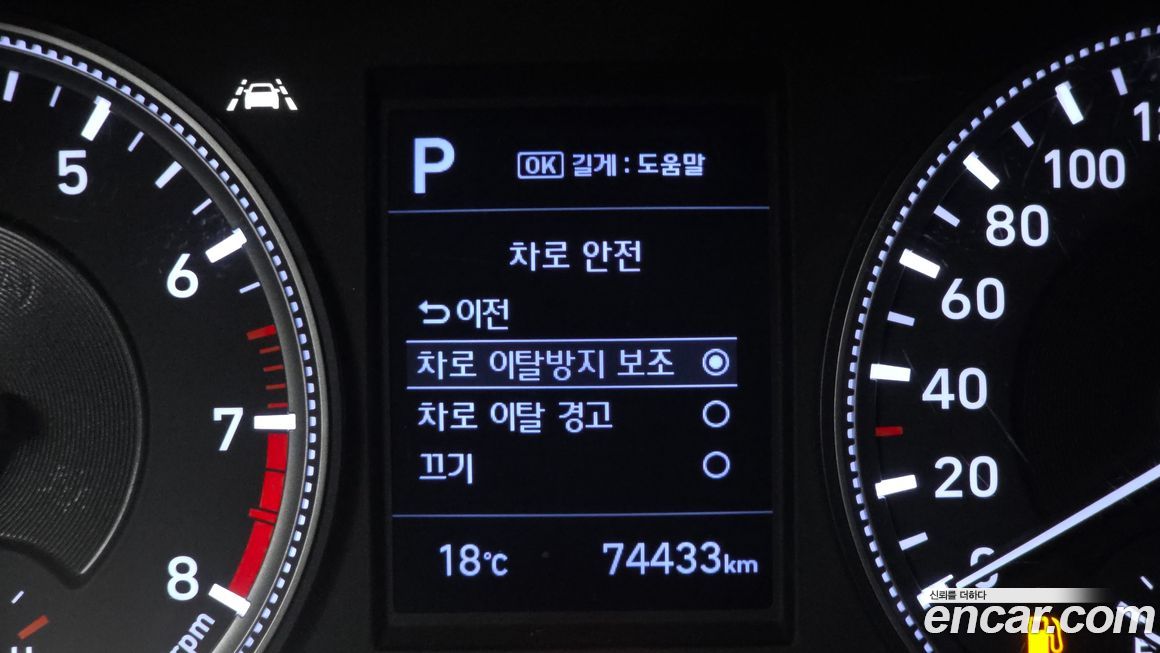 P
OK 길게 : 도움말
차로 안전
이전
차로 이탈방지 보조
차로 이탈 경고
끄기
18°C 74433km
5
6
7
8
rpm
100
80
60
40
20
0
신뢰를 더하다
encar.com